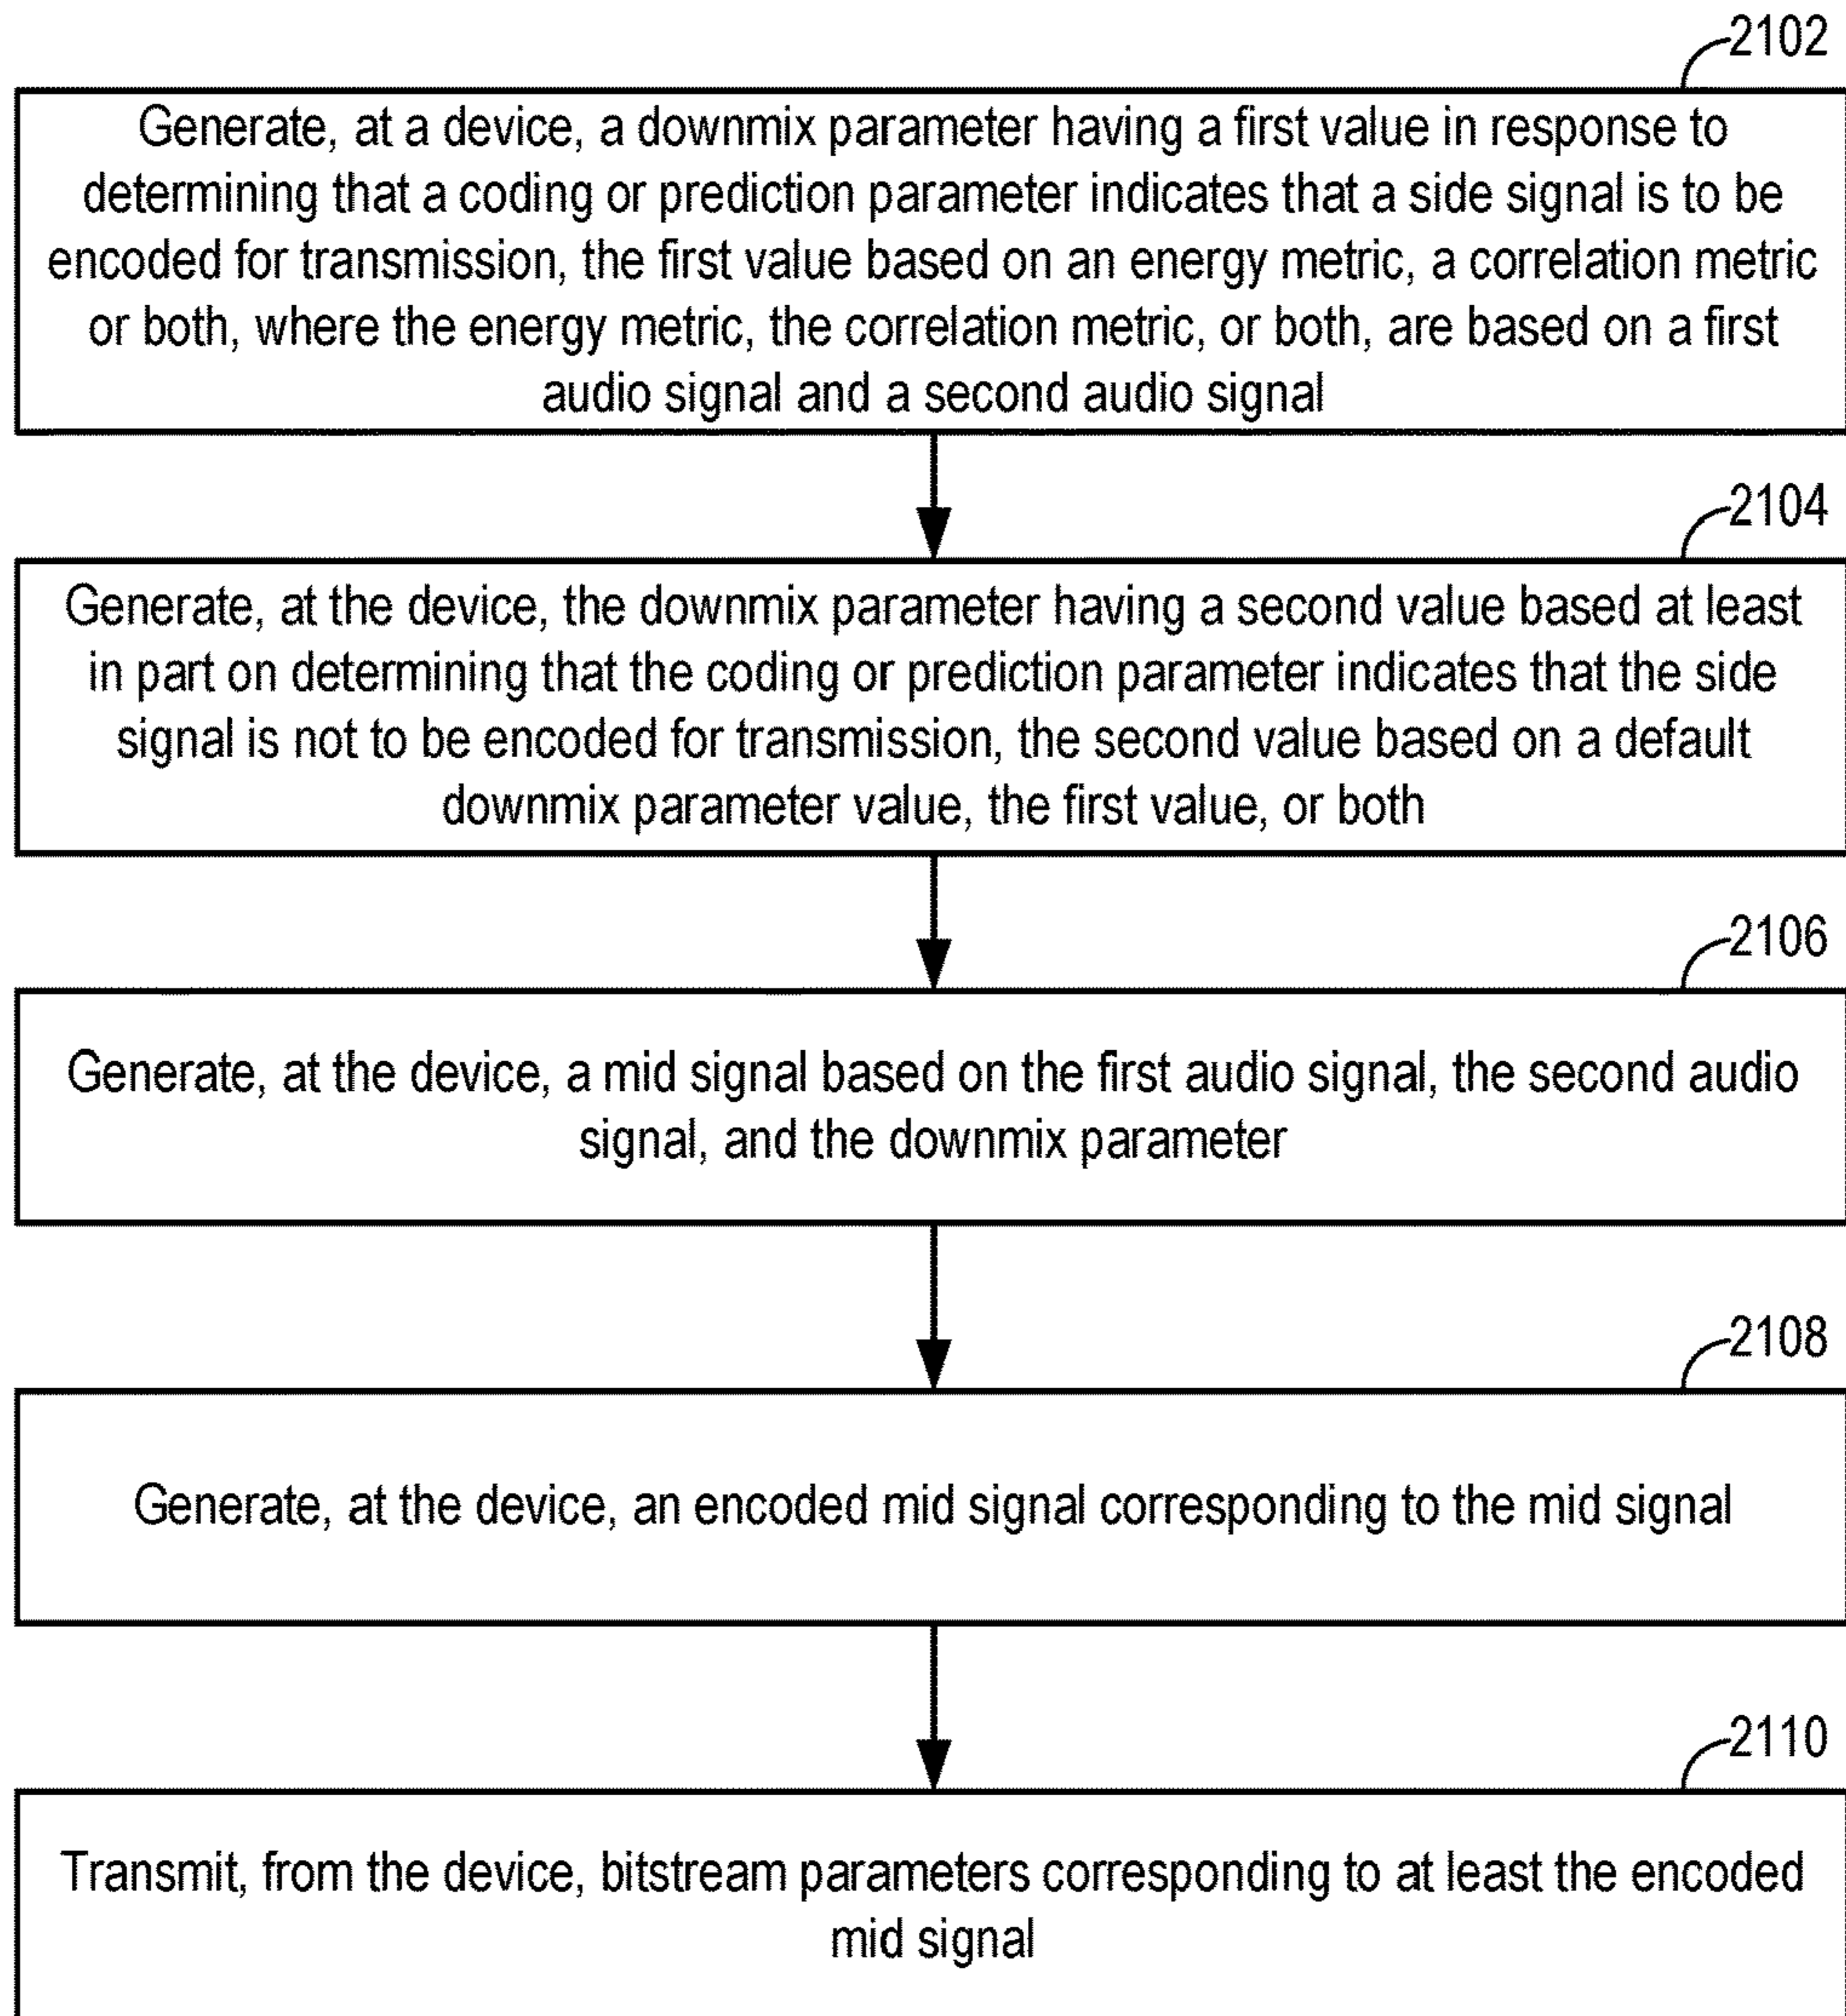 2102
Generate, at a device, a downmix parameter having a first value in response to
determining that a coding or prediction parameter indicates that a side signal is to be
encoded for transmission, the first value based on an energy metric, a correlation metric
or both, where the energy metric, the correlation metric, or both, are based on a first
audio signal and a second audio signal
2104
Generate, at the device, the downmix parameter having a second value based at least
in part on determining that the coding or prediction parameter indicates that the side
signal is not to be encoded for transmission, the second value based on a default
downmix parameter value, the first value, or both
2106
Generate, at the device, a mid signal based on the first audio signal, the second audio
signal, and the downmix parameter
2108
Generate, at the device, an encoded mid signal corresponding to the mid signal
2110
Transmit, from the device, bitstream parameters corresponding to at least the encoded
mid signal